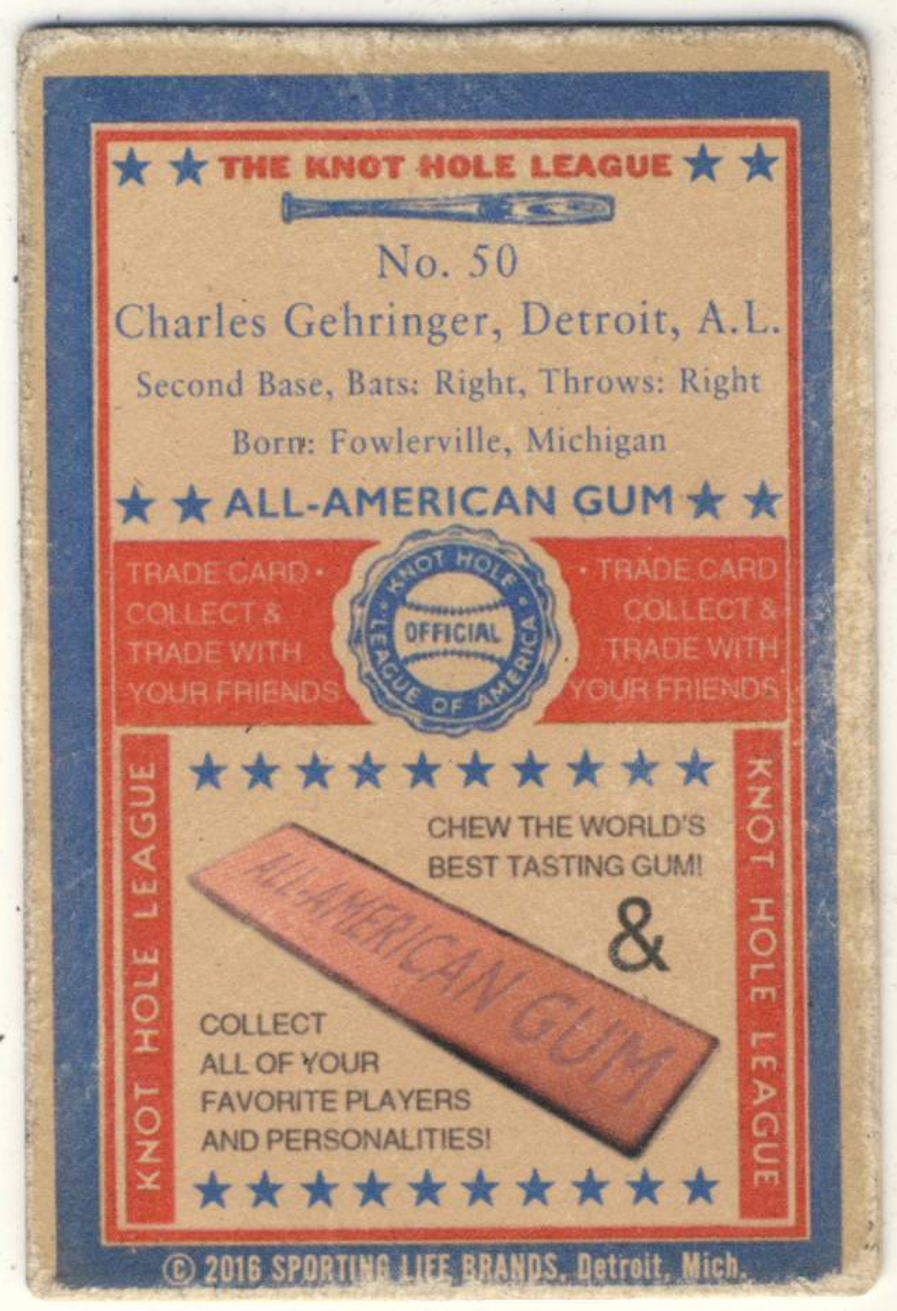 THE KNOT HOLE LEAGUE
No. 50
Charles Gehringer, Detroit, A.L.
Second Base, Bats: Right, Throws: Right
Born: Fowlerville, Michigan
ALL-AMERICAN GUM
TRADE CARD •
COLLECT &
TRADE WITH
YOUR FRIENDS
KNOT HOLE
OFFICIAL
LEAGUE OF AMERICA
• TRADE CARD
COLLECT &
TRADE WITH
YOUR FRIENDS
KNOT HOLE LEAGUE
CHEW THE WORLD'S
BEST TASTING GUM!
&
ALL-AMERICAN GUM
COLLECT
ALL OF YOUR
FAVORITE PLAYERS
AND PERSONALITIES!
KNOT HOLE LEAGUE
© 2016 SPORTING LIFE BRANDS, Detroit, Mich.